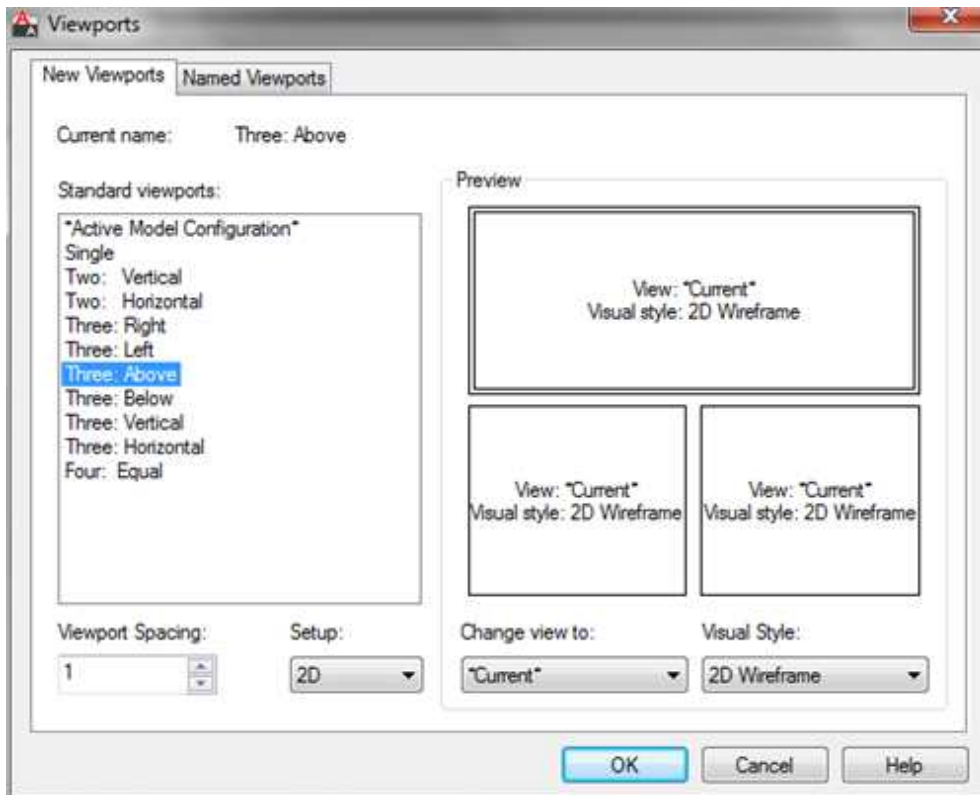 Viewports
New Viewports
Named Viewports
Current name: Three: Above
Standard viewports:
*Active Model Configuration*
Single
Two: Vertical
Two: Horizontal
Three: Right
Three: Left
Three: Above
Three: Below
Three: Vertical
Three: Horizontal
Four: Equal
Viewport Spacing:
1
Setup:
2D
Preview
View: *Current*
Visual style: 2D Wireframe
View: *Current*
Visual style: 2D Wireframe
View: *Current*
Visual style: 2D Wireframe
Change view to:
*Current*
Visual Style:
2D Wireframe
OK
Cancel
Help